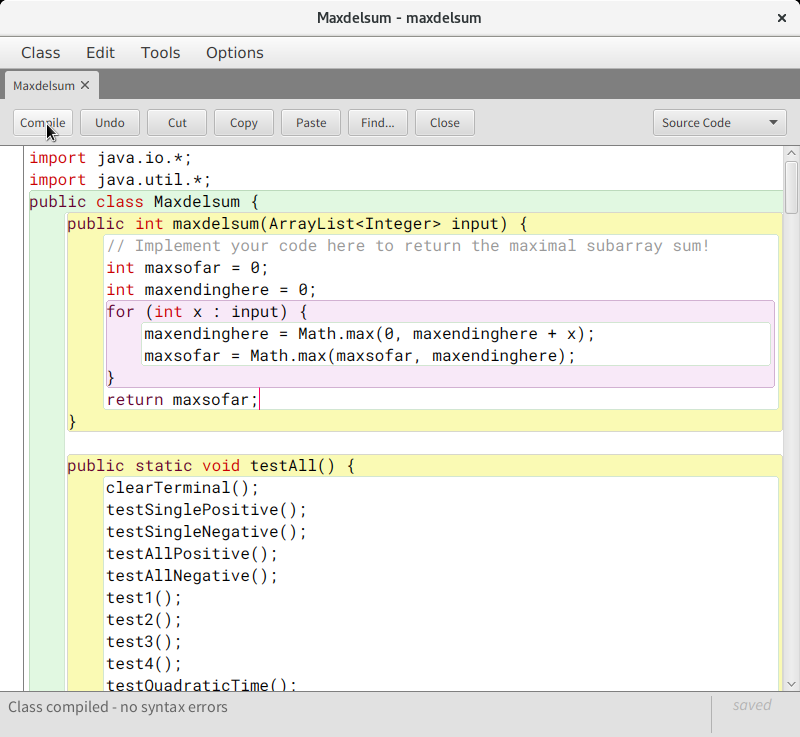 Maxdelsum - maxdelsum ×
Class Edit Tools Options
Maxdelsum ×
Compile Undo Cut Copy Paste Find... Close Source Code
import java.io.*;
import java.util.*;
public class Maxdelsum {
public int maxdelsum(ArrayList<Integer> input) {
// Implement your code here to return the maximal subarray sum!
int maxsofar = 0;
int maxendinghere = 0;
for (int x : input) {
maxendinghere = Math.max(0, maxendinghere + x);
maxsofar = Math.max(maxsofar, maxendinghere);
}
return maxsofar;
}
public static void testAll() {
clearTerminal();
testSinglePositive();
testSingleNegative();
testAllPositive();
testAllNegative();
test1();
test2();
test3();
test4();
testQuadraticTime();
Class compiled - no syntax errors saved